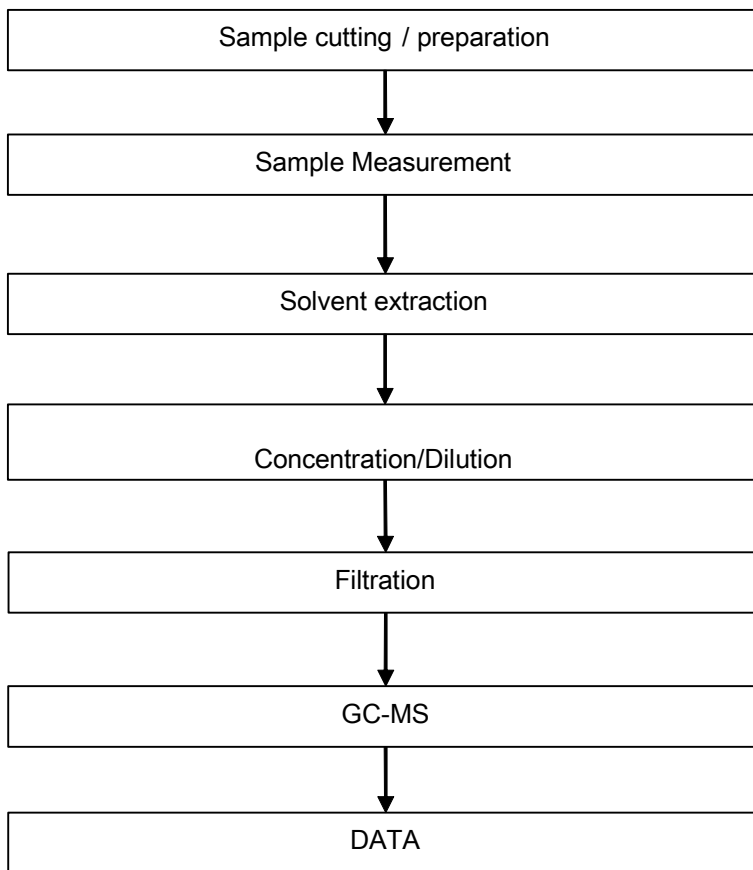 Sample cutting / preparation
Sample Measurement
Solvent extraction
Concentration/Dilution
Filtration
GC-MS
DATA